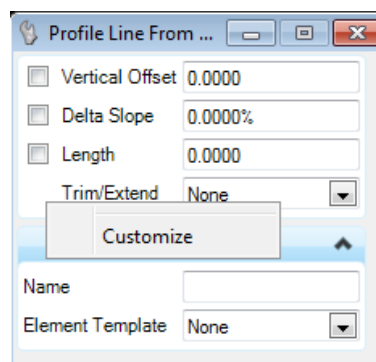 Profile Line From ...
Vertical Offset 0.0000
Delta Slope 0.0000%
Length 0.0000
Trim/Extend None
Customize
Name
Element Template None